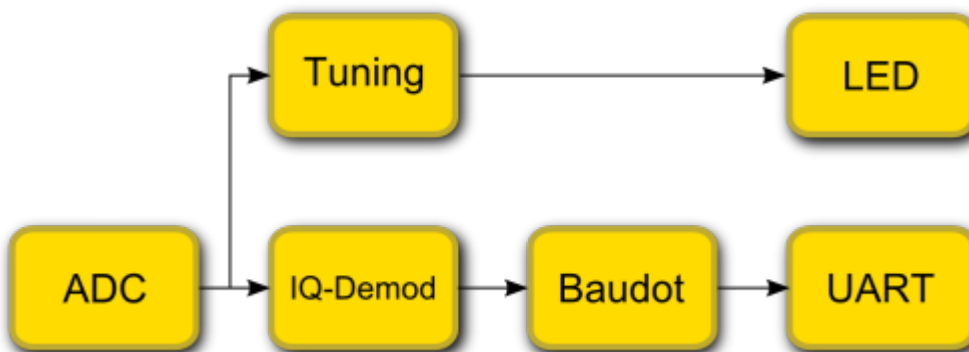 Tuning
LED
ADC
IQ-Demod
Baudot
UART